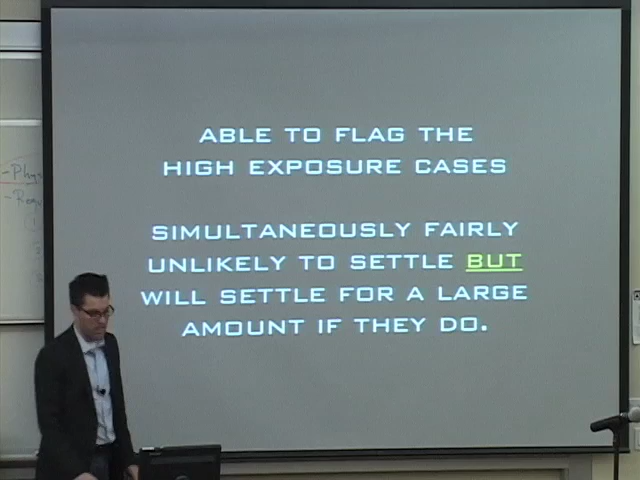 ABLE TO FLAG THE
HIGH EXPOSURE CASES
SIMULTANEOUSLY FAIRLY
UNLIKELY TO SETTLE BUT
WILL SETTLE FOR A LARGE
AMOUNT IF THEY DO.